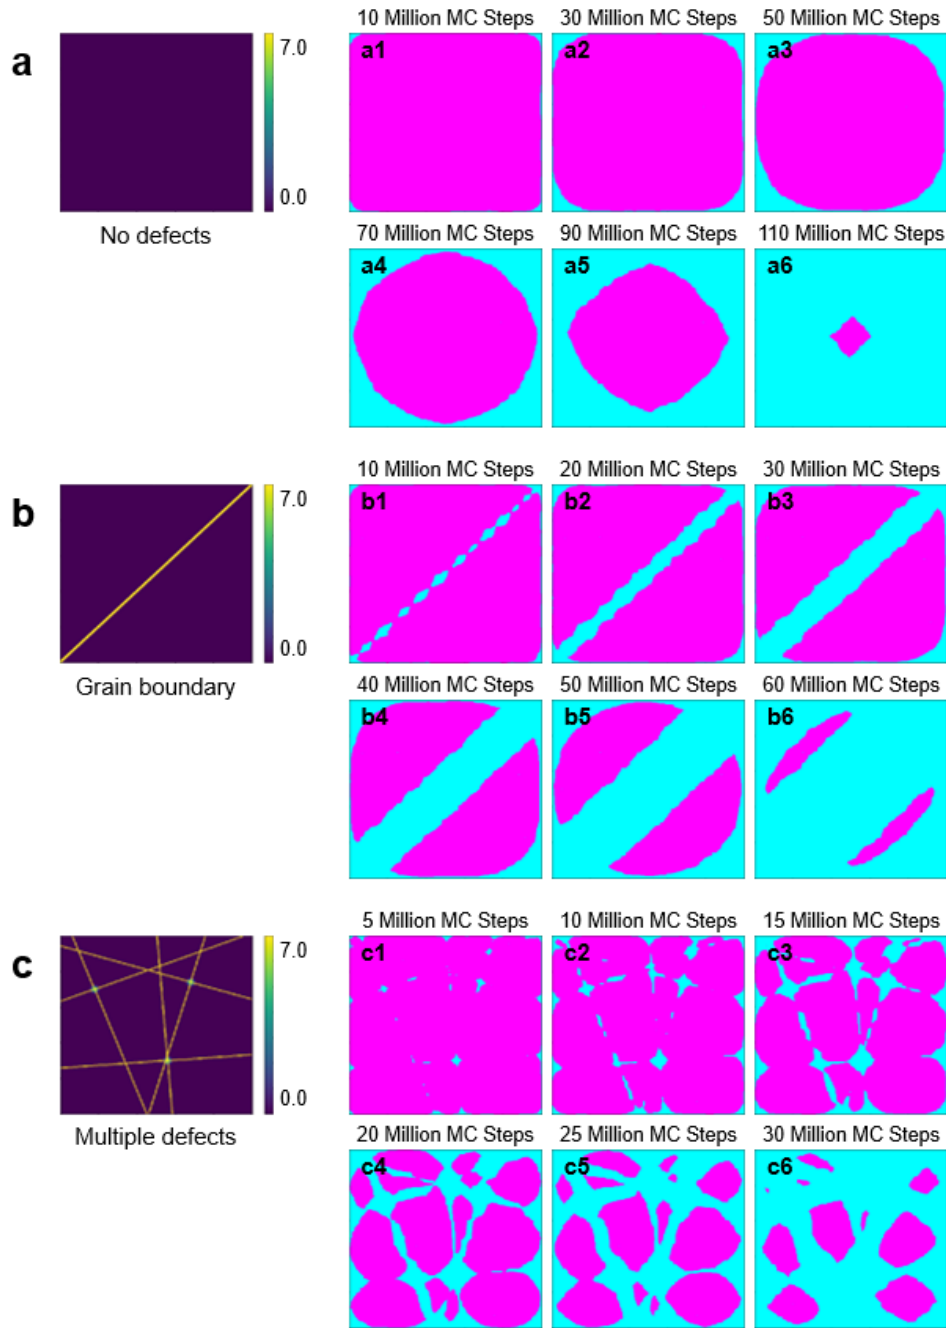 10 Million MC Steps 30 Million MC Steps 50 Million MC Steps
a 7.0 a1 a2 a3
0.0
No defects
70 Million MC Steps 90 Million MC Steps 110 Million MC Steps
a4 a5 a6
10 Million MC Steps 20 Million MC Steps 30 Million MC Steps
b 7.0 b1 b2 b3
0.0
Grain boundary
40 Million MC Steps 50 Million MC Steps 60 Million MC Steps
b4 b5 b6
5 Million MC Steps 10 Million MC Steps 15 Million MC Steps
c 7.0 c1 c2 c3
0.0
Multiple defects
20 Million MC Steps 25 Million MC Steps 30 Million MC Steps
c4 c5 c6